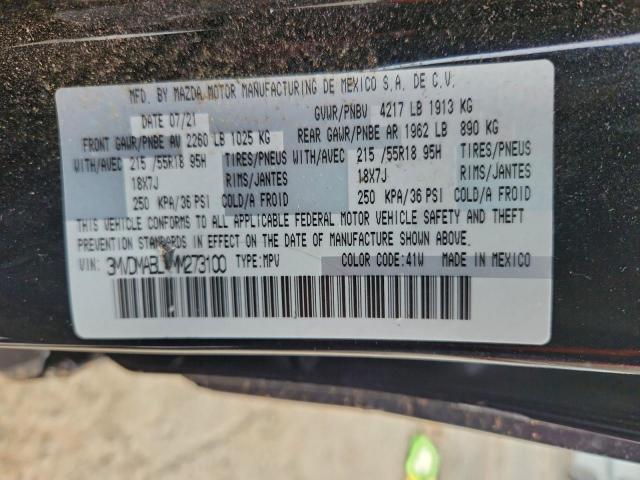 MFD. BY MAZDA MOTOR MANUFACTURING DE MEXICO S.A. DE C.V.
DATE 07/21 GVWR/PNBV 4217 LB 1913 KG
FRONT GAWR/PNBE AV 2260 LB 1025 KG REAR GAWR/PNBE AR 1962 LB 890 KG
WITH/AVEC 215 /55R18 95H TIRES/PNEUS WITH/AVEC 215 /55R18 95H TIRES/PNEUS
18X7J RIMS/JANTES 18X7J RIMS/JANTES
250 KPA/36 PSI COLD/A FROID 250 KPA/36 PSI COLD/A FROID
THIS VEHICLE CONFORMS TO ALL APPLICABLE FEDERAL MOTOR VEHICLE SAFETY AND THEFT
PREVENTION STANDARDS IN EFFECT ON THE DATE OF MANUFACTURE SHOWN ABOVE.
VIN: TYPE:MPV COLOR CODE:41W MADE IN MEXICO